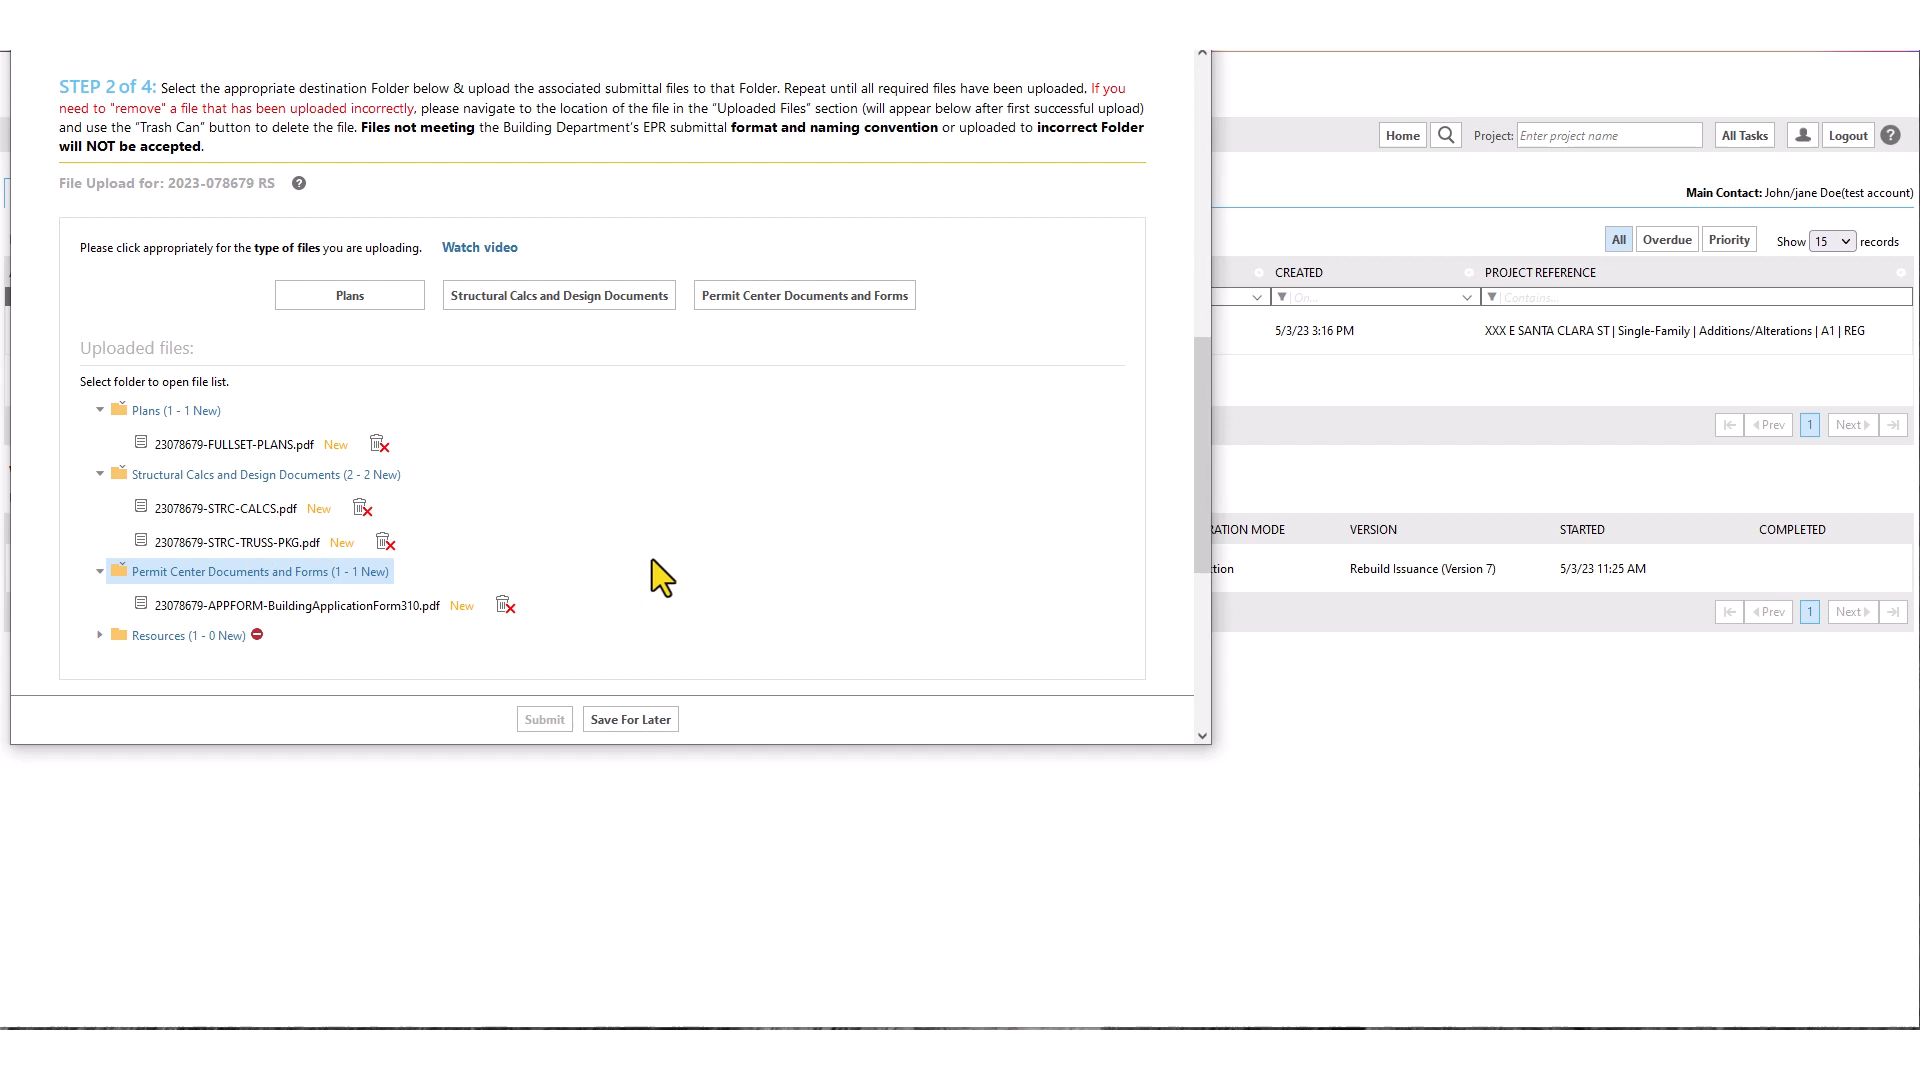 STEP 2 of 4: Select the appropriate destination Folder below & upload the associated submittal files to that Folder. Repeat until all required files have been uploaded. If you
need to "remove" a file that has been uploaded incorrectly, please navigate to the location of the file in the “Uploaded Files” section (will appear below after first successful upload)
and use the “Trash Can” button to delete the file. Files not meeting the Building Department’s EPR submittal format and naming convention or uploaded to incorrect Folder
will NOT be accepted.
File Upload for: 2023-078679 RS ?
Please click appropriately for the type of files you are uploading. Watch video
Plans Structural Calcs and Design Documents Permit Center Documents and Forms
Uploaded files:
Select folder to open file list.
Plans (1 - 1 New)
23078679-FULLSET-PLANS.pdf New
Structural Calcs and Design Documents (2 - 2 New)
23078679-STRC-CALCS.pdf New
23078679-STRC-TRUSS-PKG.pdf New
Permit Center Documents and Forms (1 - 1 New)
23078679-APPFORM-BuildingApplicationForm310.pdf New
Resources (1 - 0 New)
Submit Save For Later
Home Project: Enter project name All Tasks Logout ?
Main Contact: John/jane Doe(test account)
All Overdue Priority Show 15 records
CREATED PROJECT REFERENCE
On... Contains...
5/3/23 3:16 PM XXX E SANTA CLARA ST | Single-Family | Additions/Alterations | A1 | REG
Prev 1 Next
RATION MODE VERSION STARTED COMPLETED
ction Rebuild Issuance (Version 7) 5/3/23 11:25 AM
Prev 1 Next